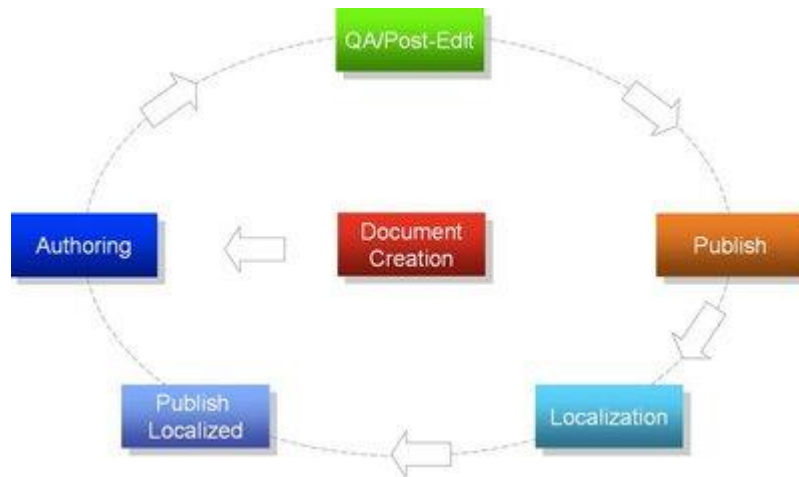 QA/Post-Edit
Authoring
Document
Creation
Publish
Publish
Localized
Localization